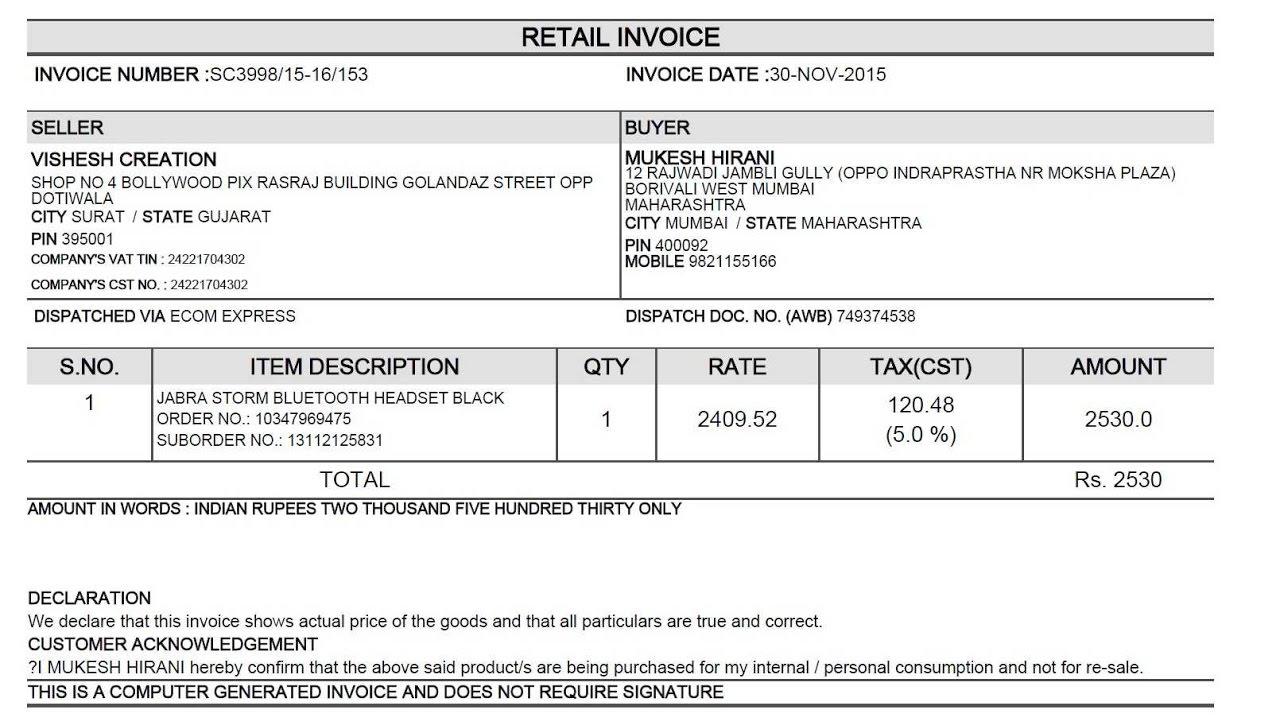 RETAIL INVOICE
INVOICE NUMBER :SC3998/15-16/153
INVOICE DATE :30-NOV-2015
SELLER
VISHESH CREATION
SHOP NO 4 BOLLYWOOD PIX RASRAJ BUILDING GOLANDAZ STREET OPP
DOTIWALA
CITY SURAT / STATE GUJARAT
PIN 395001
COMPANY'S VAT TIN : 24221704302
COMPANY'S CST NO. : 24221704302
BUYER
MUKESH HIRANI
12 RAJWADI JAMBLI GULLY (OPPO INDRAPRASTHA NR MOKSHA PLAZA)
BORIVALI WEST MUMBAI
MAHARASHTRA
CITY MUMBAI / STATE MAHARASHTRA
PIN 400092
MOBILE 9821155166
DISPATCHED VIA ECOM EXPRESS
DISPATCH DOC. NO. (AWB) 749374538
S.NO. ITEM DESCRIPTION QTY RATE TAX(CST) AMOUNT
1
JABRA STORM BLUETOOTH HEADSET BLACK
ORDER NO.: 10347969475
SUBORDER NO.: 13112125831
1
2409.52
120.48
(5.0 %)
2530.0
TOTAL Rs. 2530
AMOUNT IN WORDS : INDIAN RUPEES TWO THOUSAND FIVE HUNDRED THIRTY ONLY
DECLARATION
We declare that this invoice shows actual price of the goods and that all particulars are true and correct.
CUSTOMER ACKNOWLEDGEMENT
?I MUKESH HIRANI hereby confirm that the above said product/s are being purchased for my internal / personal consumption and not for re-sale.
THIS IS A COMPUTER GENERATED INVOICE AND DOES NOT REQUIRE SIGNATURE